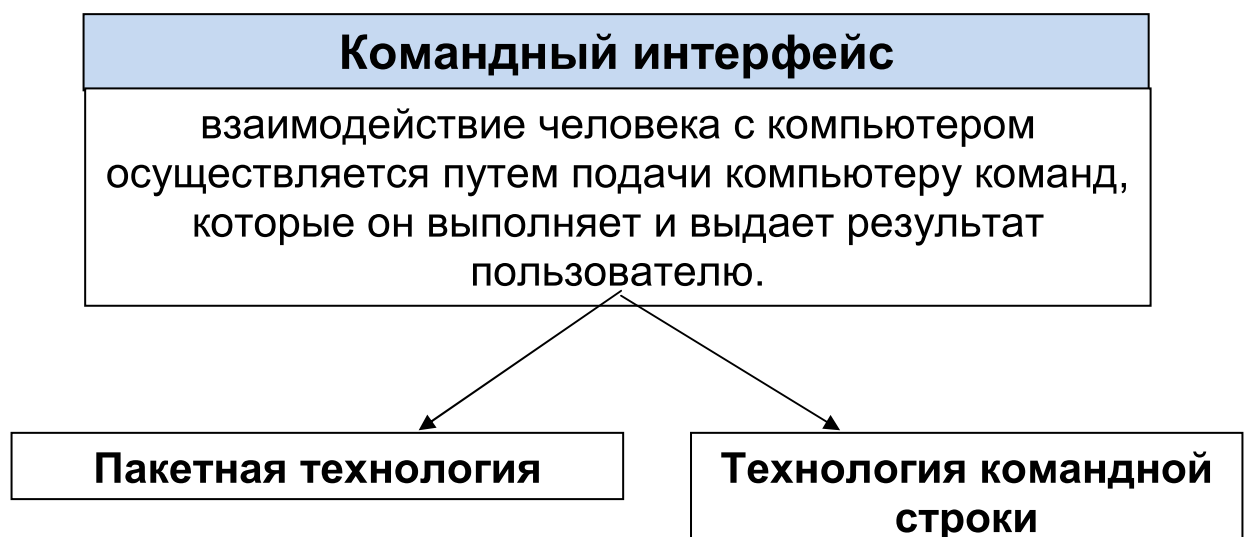 Командный интерфейс
взаимодействие человека с компьютером
осуществляется путем подачи компьютеру команд,
которые он выполняет и выдает результат
пользователю.
Пакетная технология
Технология командной
строки